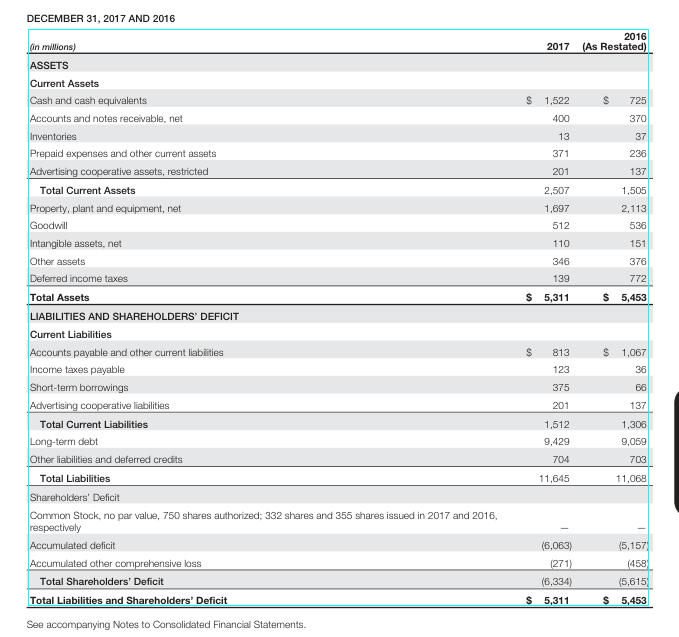 DECEMBER 31, 2017 AND 2016
2016
(in millions) 2017 (As Restated)
ASSETS
Current Assets
Cash and cash equivalents $ 1,522 $ 725
Accounts and notes receivable, net 400 370
Inventories 13 37
Prepaid expenses and other current assets 371 236
Advertising cooperative assets, restricted 201 137
Total Current Assets 2,507 1,505
Property, plant and equipment, net 1,697 2,113
Goodwill 512 536
Intangible assets, net 110 151
Other assets 346 376
Deferred income taxes 139 772
Total Assets $ 5,311 $ 5,453
LIABILITIES AND SHAREHOLDERS' DEFICIT
Current Liabilities
Accounts payable and other current liabilities $ 813 $ 1,067
Income taxes payable 123 36
Short-term borrowings 375 66
Advertising cooperative liabilities 201 137
Total Current Liabilities 1,512 1,306
Long-term debt 9,429 9,059
Other liabilities and deferred credits 704 703
Total Liabilities 11,645 11,068
Shareholders' Deficit
Common Stock, no par value, 750 shares authorized; 332 shares and 355 shares issued in 2017 and 2016,
respectively — —
Accumulated deficit (6,063) (5,157)
Accumulated other comprehensive loss (271) (458)
Total Shareholders' Deficit (6,334) (5,615)
Total Liabilities and Shareholders' Deficit $ 5,311 $ 5,453
See accompanying Notes to Consolidated Financial Statements.